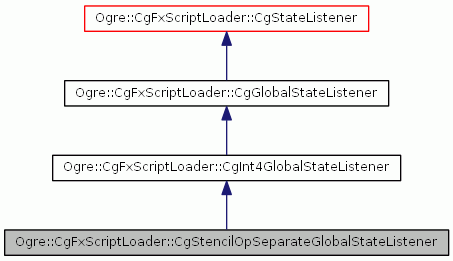 Ogre::CgFxScriptLoader::CgStateListener
Ogre::CgFxScriptLoader::CgGlobalStateListener
Ogre::CgFxScriptLoader::CgInt4GlobalStateListener
Ogre::CgFxScriptLoader::CgStencilOpSeparateGlobalStateListener